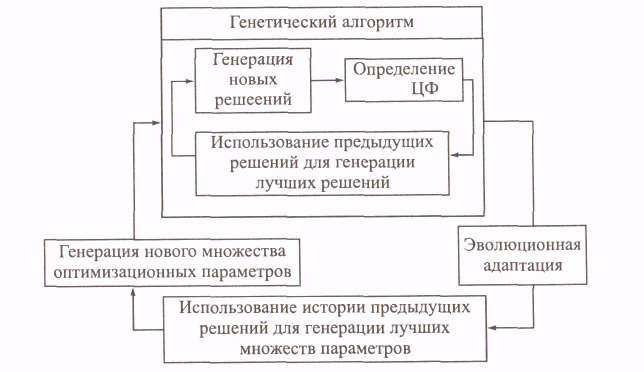 Генетический алгоритм
Генерация
новых
решеений
Определение
ЦФ
Использование предыдущих
решений для генерации
лучших решений
Генерация нового множества
оптимизационных параметров
Эволюционная
адаптация
Использование истории предыдущих
решений для генерации лучших
множеств параметров